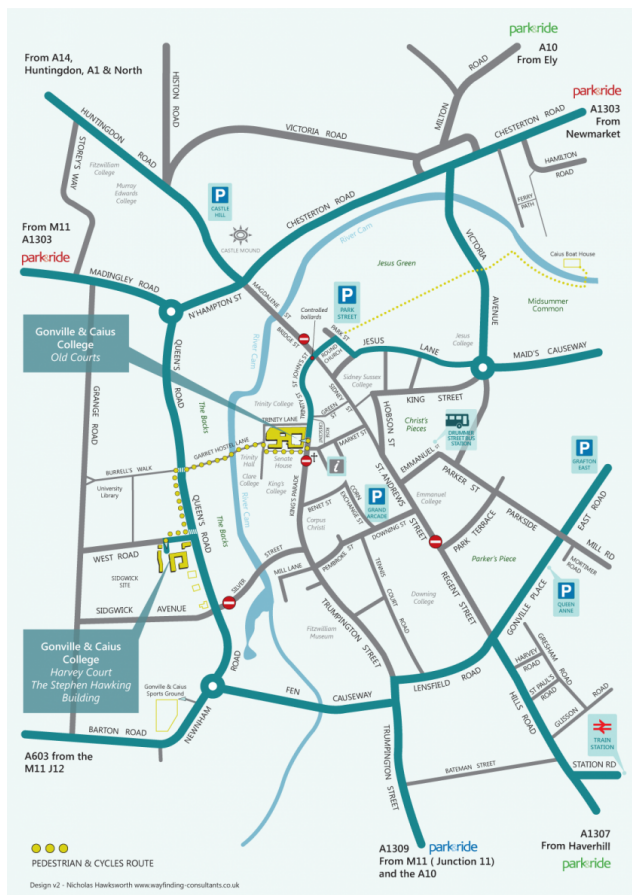 park&ride
A10
From Ely
From A14,
Huntingdon, A1 & North
park&ride
A1303
From
Newmarket
HISTON ROAD
MILTON ROAD
HUNTINGDON ROAD
STOREY'S WAY
VICTORIA ROAD
CHESTERTON ROAD
HAMILTON
ROAD
FERRY
PATH
Fitzwilliam
College
Murray
Edwards
College
P
CASTLE
HILL
CASTLE MOUND
CHESTERTON ROAD
River Cam
From M11
A1303
park&ride
MADINGLEY ROAD
N'HAMPTON ST
MAGDALENE ST
Jesus Green
VICTORIA AVENUE
Caius Boat House
Midsummer
Common
P
PARK
STREET
Controlled
bollards
BRIDGE ST
PARK ST
ROUND
CHURCH
JESUS LANE
Jesus
College
MAID'S CAUSEWAY
Gonville & Caius
College
Old Courts
QUEEN'S ROAD
The Backs
River Cam
ST JOHNS ST
TRINITY ST
SIDNEY ST
Sidney Sussex
College
KING STREET
Trinity College
GREEN ST
HOBSON ST
Christ's
Pieces
DRUMMER
STREET BUS
STATION
TRINITY LANE
MARKET ST
GRANGE ROAD
GARRET HOSTEL LANE
Trinity
Hall
Senate
House
Clare
College
King's
College
i
EMMANUEL ST
PARKER ST
P
GRAFTON
EAST
BURRELL'S WALK
University
Library
QUEEN'S ROAD
The Backs
River Cam
KING'S PARADE
CORN
EXCHANGE ST
P
GRAND
ARCADE
ST. ANDREWS STREET
Emmanuel
College
PARKSIDE
EAST ROAD
BENET ST
Corpus
Christi
DOWNING ST
PARK TERRACE
MILL RD
MORTIMER
ROAD
WEST ROAD
SIDGWICK
SITE
SILVER STREET
MILL LANE
PEMBROKE ST
TENNIS COURT ROAD
REGENT STREET
Parker's Piece
SIDGWICK AVENUE
Downing
College
GONVILLE PLACE
P
QUEEN
ANNE
Gonville & Caius
College
Harvey Court
The Stephen Hawking
Building
TRUMPINGTON STREET
Fitzwilliam
Museum
GRESHAM ROAD
HARVEY
ROAD
ST.PAUL'S
ROAD
GLISSON ROAD
LENSFIELD ROAD
HILLS ROAD
Gonville & Caius
Sports Ground
NEWNHAM ROAD
FEN CAUSEWAY
TRAIN
STATION
STATION RD
BARTON ROAD
TRUMPINGTON STREET
BATEMAN STREET
A603 from the
M11 J12
A1309 park&ride
From M11 ( Junction 11)
and the A10
A1307
From Haverhill
park&ride
PEDESTRIAN & CYCLES ROUTE
Design v2 - Nicholas Hawksworth www.wayfinding-consultants.co.uk